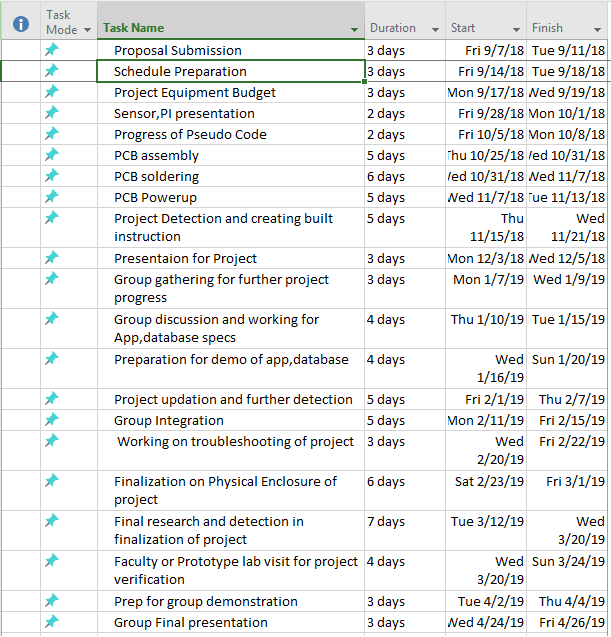 Task
Mode
Task Name
Duration
Start
Finish
Proposal Submission 3 days Fri 9/7/18 Tue 9/11/18
Schedule Preparation 3 days Fri 9/14/18 Tue 9/18/18
Project Equipment Budget 3 days Mon 9/17/18 Wed 9/19/18
Sensor,PI presentation 2 days Fri 9/28/18 Mon 10/1/18
Progress of Pseudo Code 2 days Fri 10/5/18 Mon 10/8/18
PCB assembly 5 days Thu 10/25/18 Wed 10/31/18
PCB soldering 6 days Wed 10/31/18 Wed 11/7/18
PCB Powerup 5 days Wed 11/7/18 Tue 11/13/18
Project Detection and creating built 5 days Thu Wed
instruction 11/15/18 11/21/18
Presentaion for Project 3 days Mon 12/3/18 Wed 12/5/18
Group gathering for further project 3 days Mon 1/7/19 Wed 1/9/19
progress
Group discussion and working for 4 days Thu 1/10/19 Tue 1/15/19
App,database specs
Preparation for demo of app,database 4 days Wed Sun 1/20/19
1/16/19
Project updation and further detection 5 days Fri 2/1/19 Thu 2/7/19
Group Integration 5 days Mon 2/11/19 Fri 2/15/19
Working on troubleshooting of project 3 days Wed Fri 2/22/19
2/20/19
Finalization on Physical Enclosure of 6 days Sat 2/23/19 Fri 3/1/19
project
Final research and detection in 7 days Tue 3/12/19 Wed
finalization of project 3/20/19
Faculty or Prototype lab visit for project 4 days Wed Sun 3/24/19
verification 3/20/19
Prep for group demonstration 3 days Tue 4/2/19 Thu 4/4/19
Group Final presentation 3 days Wed 4/24/19 Fri 4/26/19